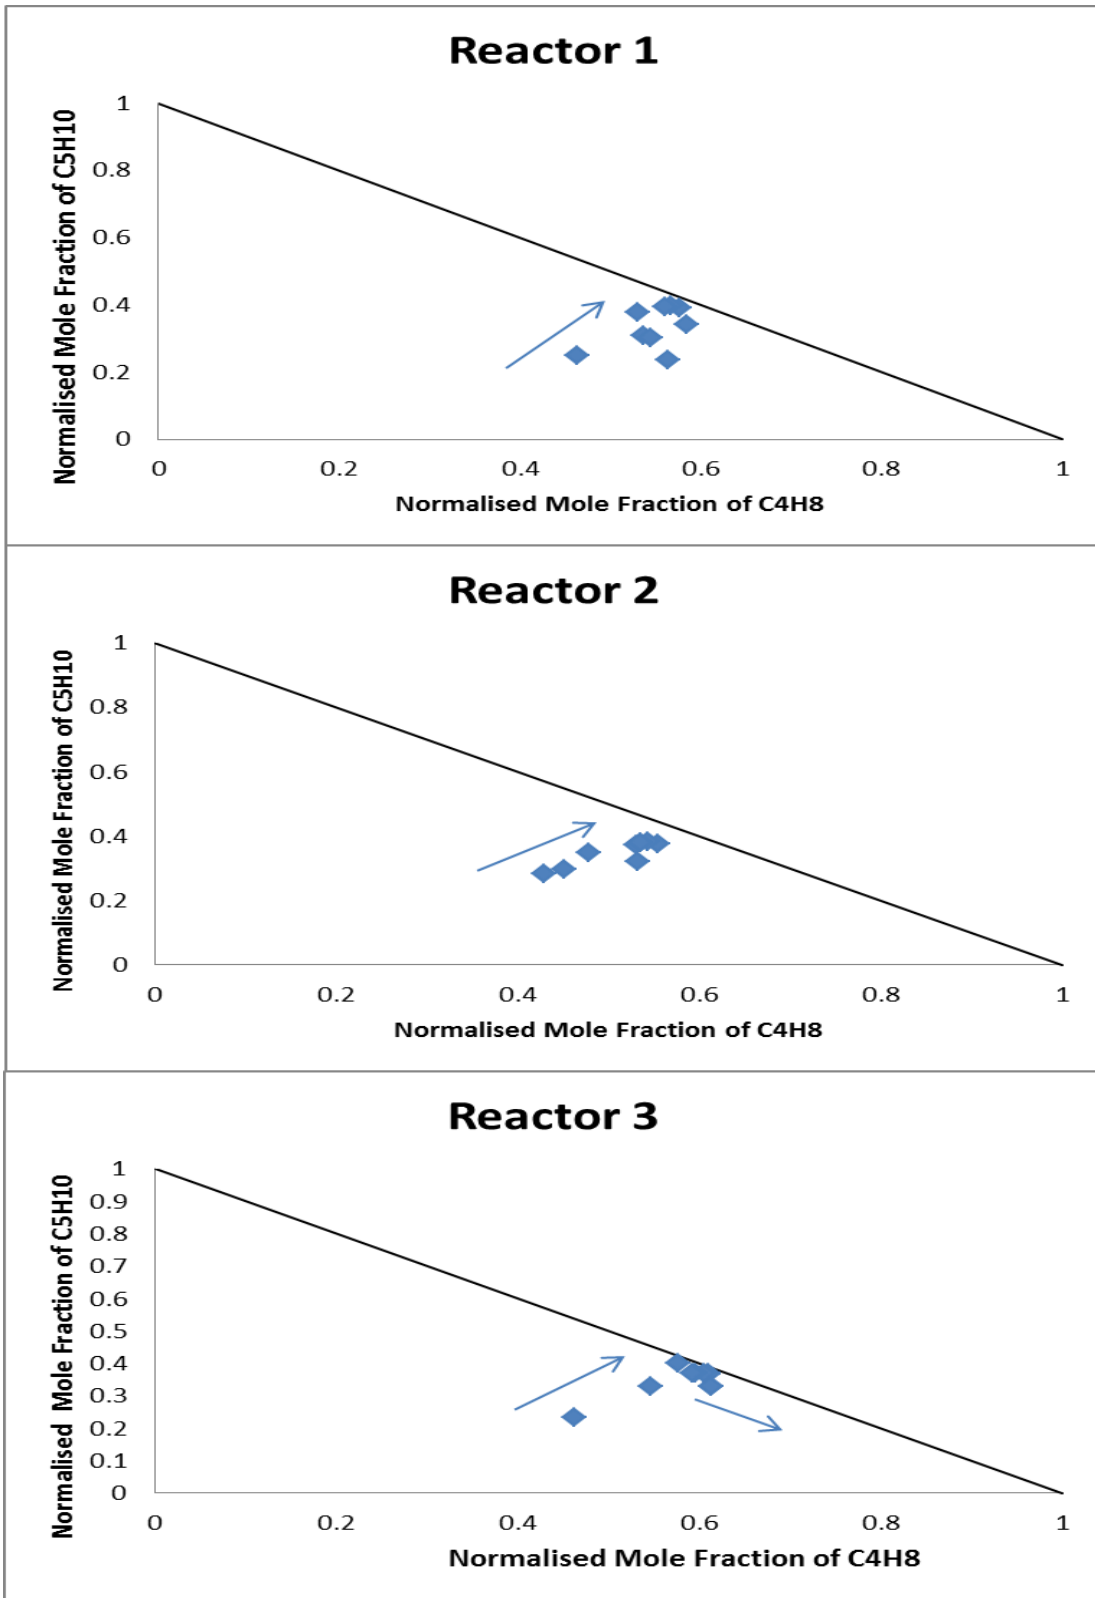 Reactor 1
Normalised Mole Fraction of C5H10
1
0.8
0.6
0.4
0.2
0
0 0.2 0.4 0.6 0.8 1
Normalised Mole Fraction of C4H8
Reactor 2
Normalised Mole Fraction of C5H10
1
0.8
0.6
0.4
0.2
0
0 0.2 0.4 0.6 0.8 1
Normalised Mole Fraction of C4H8
Reactor 3
Normalised Mole Fraction of C5H10
1
0.9
0.8
0.7
0.6
0.5
0.4
0.3
0.2
0.1
0
0 0.2 0.4 0.6 0.8 1
Normalised Mole Fraction of C4H8